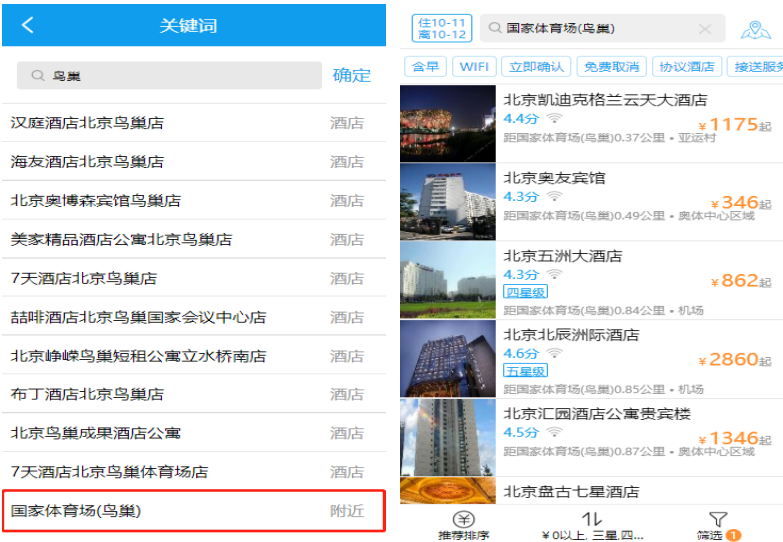 关键词
鸟巢
确定
汉庭酒店北京鸟巢店 酒店
海友酒店北京鸟巢店 酒店
北京奥博森宾馆鸟巢店 酒店
美家精品酒店公寓北京鸟巢店 酒店
7天酒店北京鸟巢店 酒店
喆啡酒店北京鸟巢国家会议中心店 酒店
北京峥嵘鸟巢短租公寓立水桥南店 酒店
布丁酒店北京鸟巢店 酒店
北京鸟巢成果酒店公寓 酒店
7天酒店北京鸟巢体育场店 酒店
国家体育场(鸟巢) 附近
住10-11
离10-12
国家体育场(鸟巢)
含早 WIFI 立即确认 免费取消 协议酒店 接送服务
北京凯迪克格兰云天大酒店
4.4分
¥1175起
距国家体育场(鸟巢)0.37公里·亚运村
北京奥友宾馆
4.3分
¥346起
距国家体育场(鸟巢)0.49公里·奥体中心区域
北京五洲大酒店
4.3分
¥862起
四星级
距国家体育场(鸟巢)0.84公里·机场
北京北辰洲际酒店
4.6分
¥2860起
五星级
距国家体育场(鸟巢)0.85公里·机场
北京汇园酒店公寓贵宾楼
4.5分
¥1346起
距国家体育场(鸟巢)0.87公里·奥体中心区域
北京盘古七星酒店
推荐排序
¥0以上,三星,四...
筛选 1